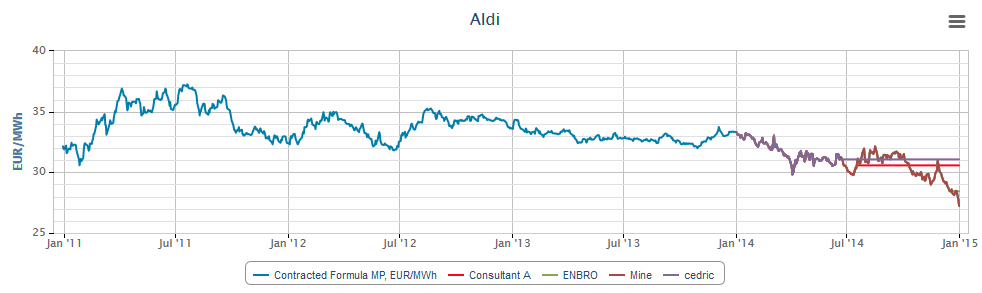 Aldi
EUR/MWh
40
35
30
25
Jan '11
Jul '11
Jan '12
Jul '12
Jan '13
Jul '13
Jan '14
Jul '14
Jan '15
Contracted Formula MP, EUR/MWh
Consultant A
ENBRO
Mine
cedric